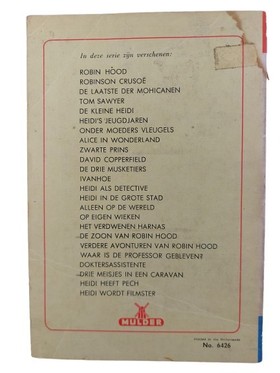 In deze serie zijn verschenen:
ROBIN HOOD
ROBINSON CRUSOË
DE LAATSTE DER MOHICANEN
TOM SAWYER
DE KLEINE HEIDI
HEIDI'S JEUGDJAREN
ONDER MOEDERS VLEUGELS
ALICE IN WONDERLAND
ZWARTE PRINS
DAVID COPPERFIELD
DE DRIE MUSKETIERS
IVANHOE
HEIDI ALS DETECTIVE
HEIDI IN DE GROTE STAD
ALLEEN OP DE WERELD
OP EIGEN WIEKEN
HET VERDWENEN HARNAS
DE ZOON VAN ROBIN HOOD
VERDERE AVONTUREN VAN ROBIN HOOD
WAAR IS DE PROFESSOR GEBLEVEN?
DOKTERSASSISTENTE
DRIE MEISJES IN EEN CARAVAN
HEIDI HEEFT PECH
HEIDI WORDT FILMSTER
MULDER
No. 6426